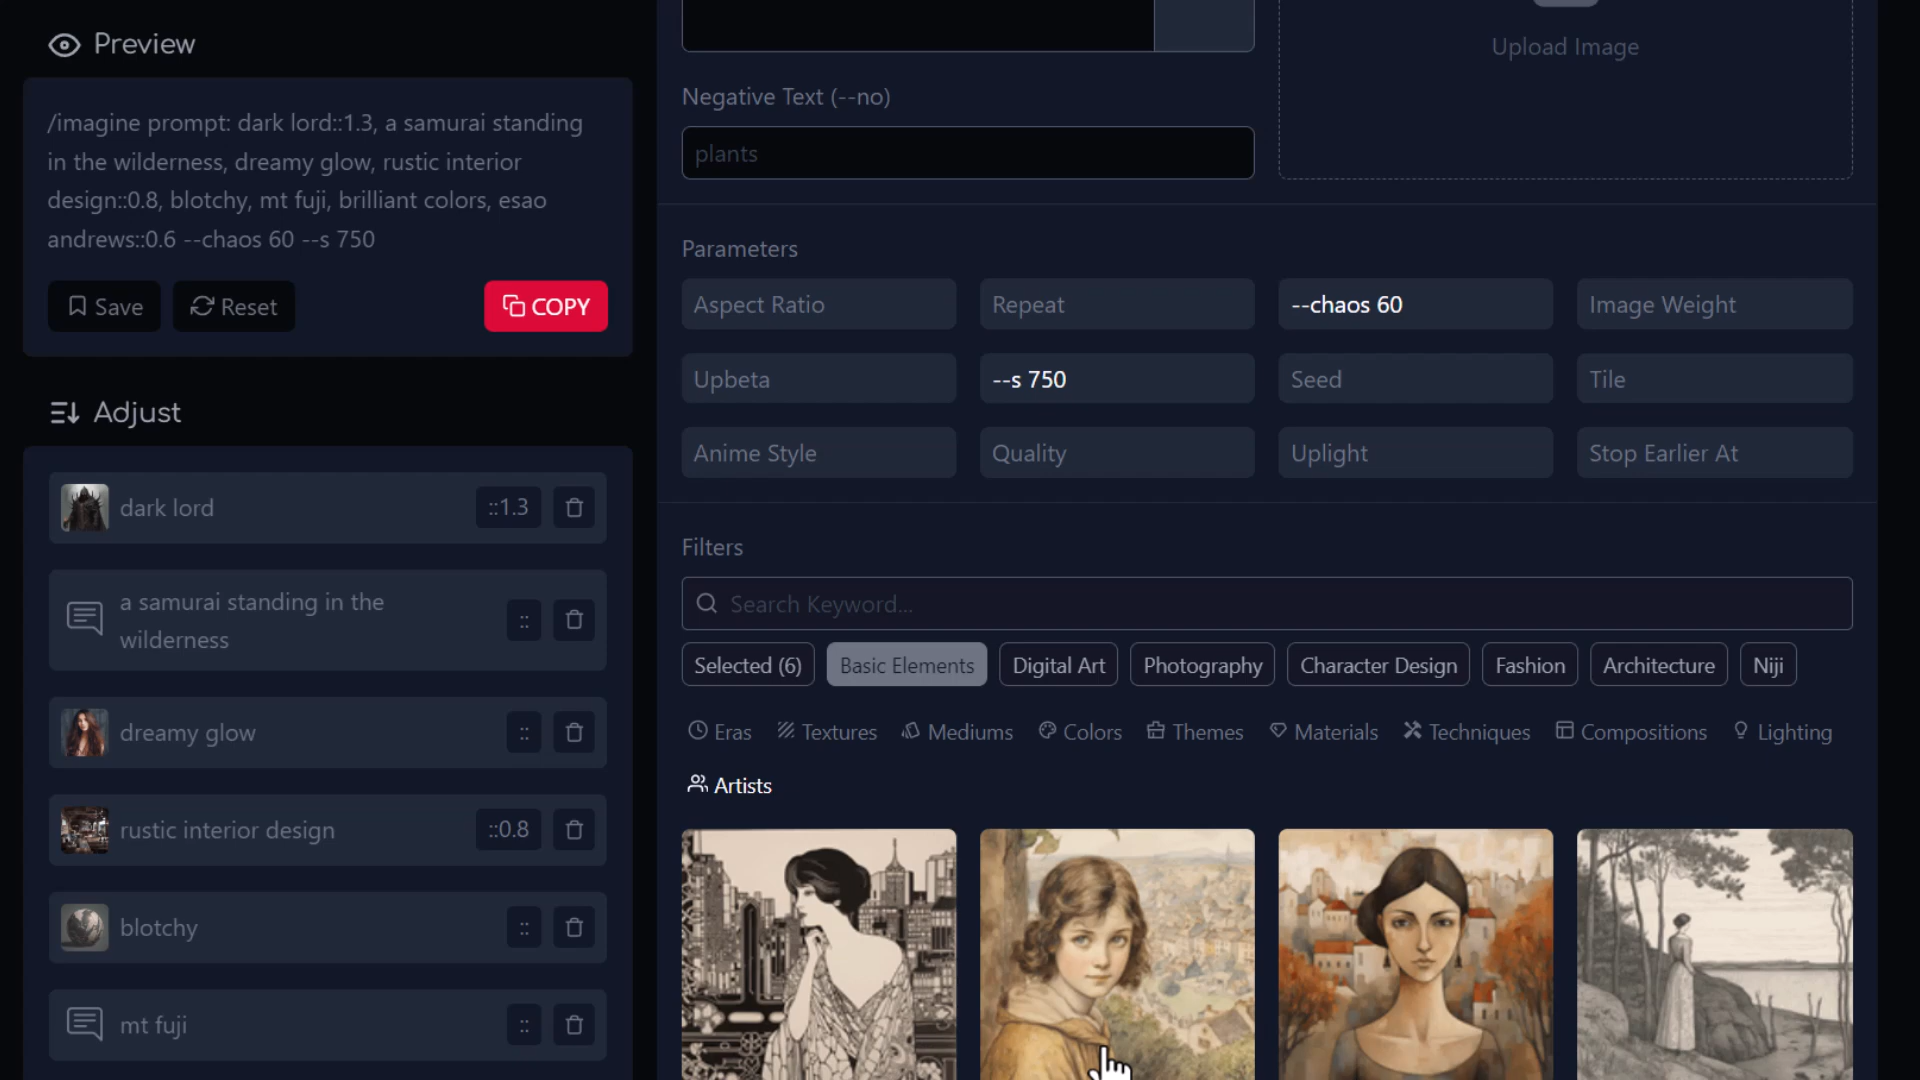 Preview
/imagine prompt: dark lord::1.3, a samurai standing
in the wilderness, dreamy glow, rustic interior
design::0.8, blotchy, mt fuji, brilliant colors, esao
andrews::0.6 --chaos 60 --s 750
Save
Reset
COPY
Adjust
dark lord
::1.3
a samurai standing in the
wilderness
::
dreamy glow
::
rustic interior design
::0.8
blotchy
::
mt fuji
::
Upload Image
Negative Text (--no)
plants
Parameters
Aspect Ratio
Repeat
--chaos 60
Image Weight
Upbeta
--s 750
Seed
Tile
Anime Style
Quality
Uplight
Stop Earlier At
Filters
Search Keyword...
Selected (6)
Basic Elements
Digital Art
Photography
Character Design
Fashion
Architecture
Niji
Eras
Textures
Mediums
Colors
Themes
Materials
Techniques
Compositions
Lighting
Artists